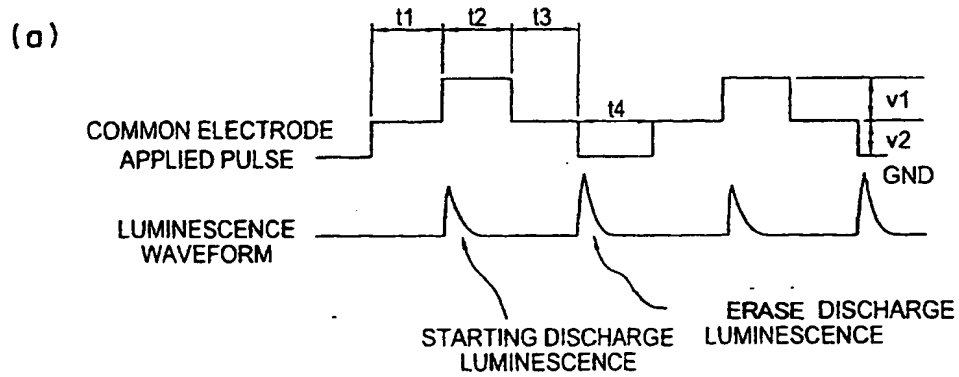 (a)
t1 t2 t3
t4
v1
v2
GND
COMMON ELECTRODE
APPLIED PULSE
LUMINESCENCE
WAVEFORM
STARTING DISCHARGE
LUMINESCENCE
ERASE DISCHARGE
LUMINESCENCE